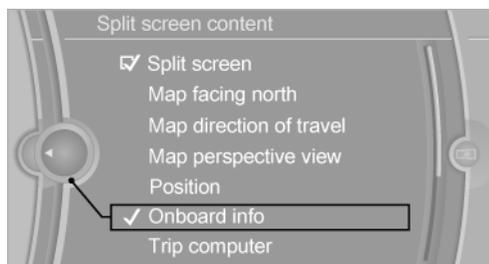 Split screen content
Split screen
Map facing north
Map direction of travel
Map perspective view
Position
Onboard info
Trip computer